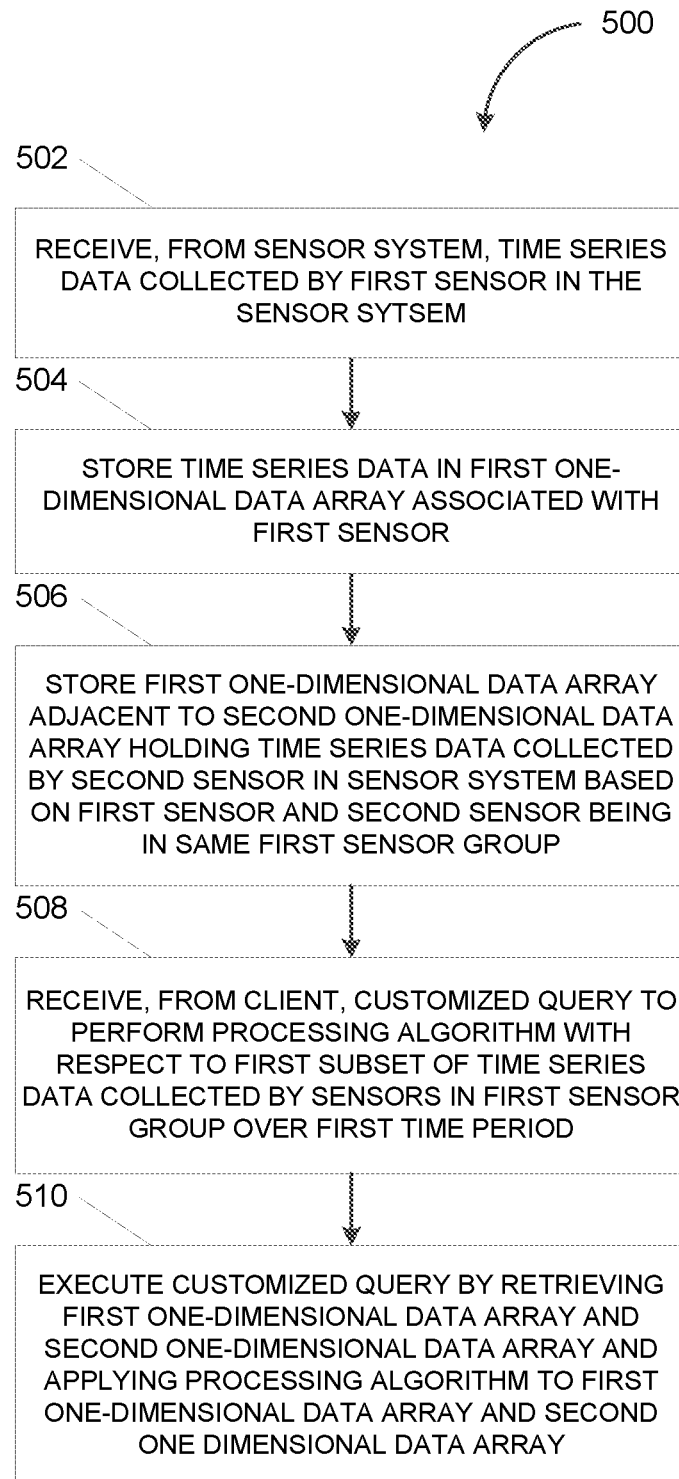 500
502
RECEIVE, FROM SENSOR SYSTEM, TIME SERIES
DATA COLLECTED BY FIRST SENSOR IN THE
SENSOR SYTSEM
504
STORE TIME SERIES DATA IN FIRST ONE-
DIMENSIONAL DATA ARRAY ASSOCIATED WITH
FIRST SENSOR
506
STORE FIRST ONE-DIMENSIONAL DATA ARRAY
ADJACENT TO SECOND ONE-DIMENSIONAL DATA
ARRAY HOLDING TIME SERIES DATA COLLECTED
BY SECOND SENSOR IN SENSOR SYSTEM BASED
ON FIRST SENSOR AND SECOND SENSOR BEING
IN SAME FIRST SENSOR GROUP
508
RECEIVE, FROM CLIENT, CUSTOMIZED QUERY TO
PERFORM PROCESSING ALGORITHM WITH
RESPECT TO FIRST SUBSET OF TIME SERIES
DATA COLLECTED BY SENSORS IN FIRST SENSOR
GROUP OVER FIRST TIME PERIOD
510
EXECUTE CUSTOMIZED QUERY BY RETRIEVING
FIRST ONE-DIMENSIONAL DATA ARRAY AND
SECOND ONE-DIMENSIONAL DATA ARRAY AND
APPLYING PROCESSING ALGORITHM TO FIRST
ONE-DIMENSIONAL DATA ARRAY AND SECOND
ONE DIMENSIONAL DATA ARRAY